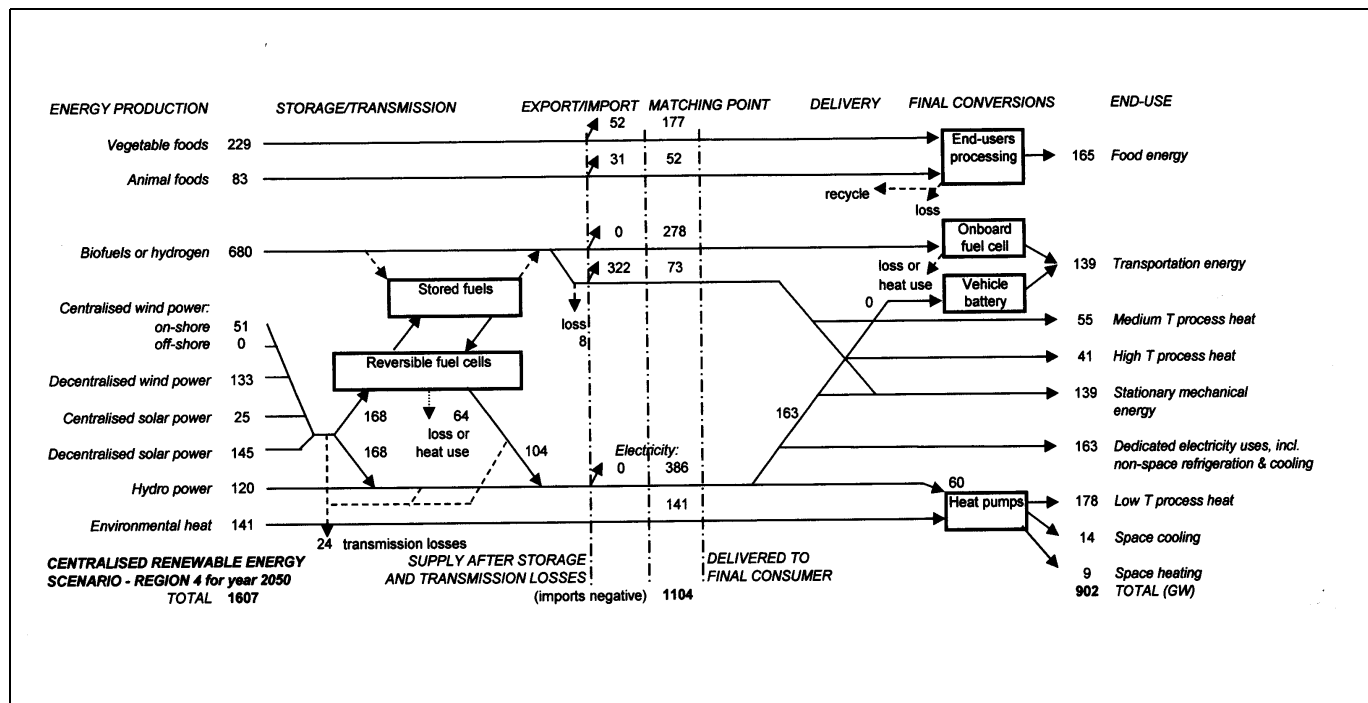 ENERGY PRODUCTION STORAGE/TRANSMISSION EXPORT/IMPORT MATCHING POINT DELIVERY FINAL CONVERSIONS END-USE
52 177
Vegetable foods 229
End-users
processing
165 Food energy
31 52
Animal foods 83
recycle
loss
0 278
Biofuels or hydrogen 680
Onboard
fuel cell
322 73
loss or
heat use
139 Transportation energy
Stored fuels
Vehicle
battery
0
Centralised wind power:
on-shore 51
off-shore 0
loss
8
55 Medium T process heat
Reversible fuel cells
41 High T process heat
Decentralised wind power 133
139 Stationary mechanical
energy
Centralised solar power 25
168 64
loss or
heat use
163
Decentralised solar power 145
168 104
Electricity:
163 Dedicated electricity uses, incl.
non-space refrigeration & cooling
0 386
Hydro power 120
60
Heat pumps
178 Low T process heat
141
Environmental heat 141
24 transmission losses
14 Space cooling
CENTRALISED RENEWABLE ENERGY
SCENARIO - REGION 4 for year 2050
TOTAL 1607
SUPPLY AFTER STORAGE
AND TRANSMISSION LOSSES
(imports negative) 1104
DELIVERED TO
FINAL CONSUMER
9 Space heating
902 TOTAL (GW)